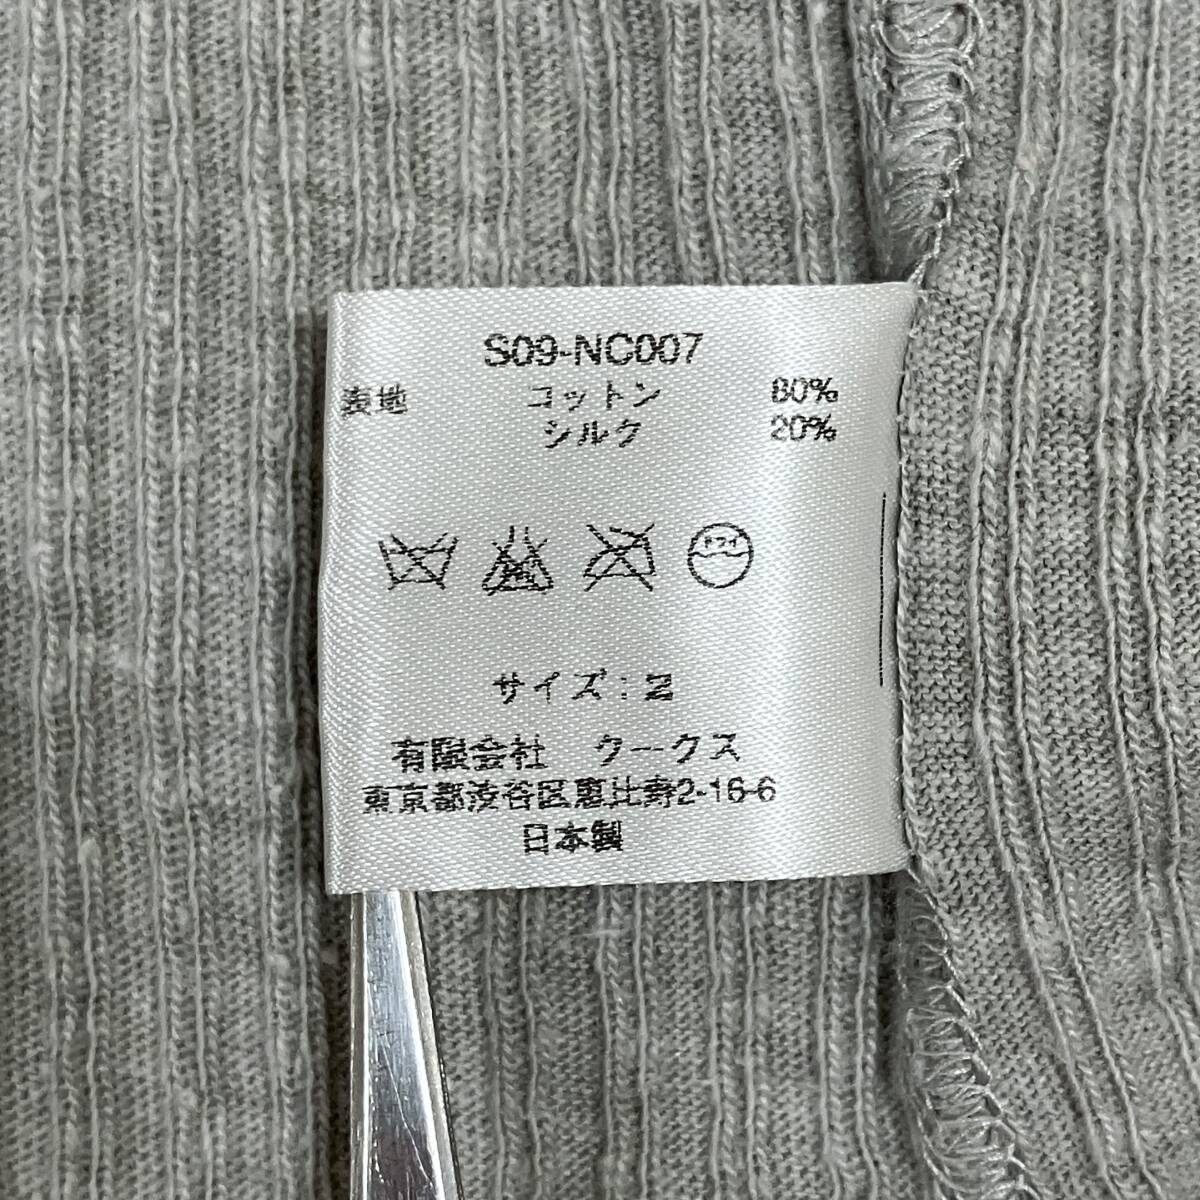 S09-NC007
表地 コットン 80%
シルク 20%
サイズ：2
有限会社 クークス
東京都渋谷区恵比寿2-16-6
日本製